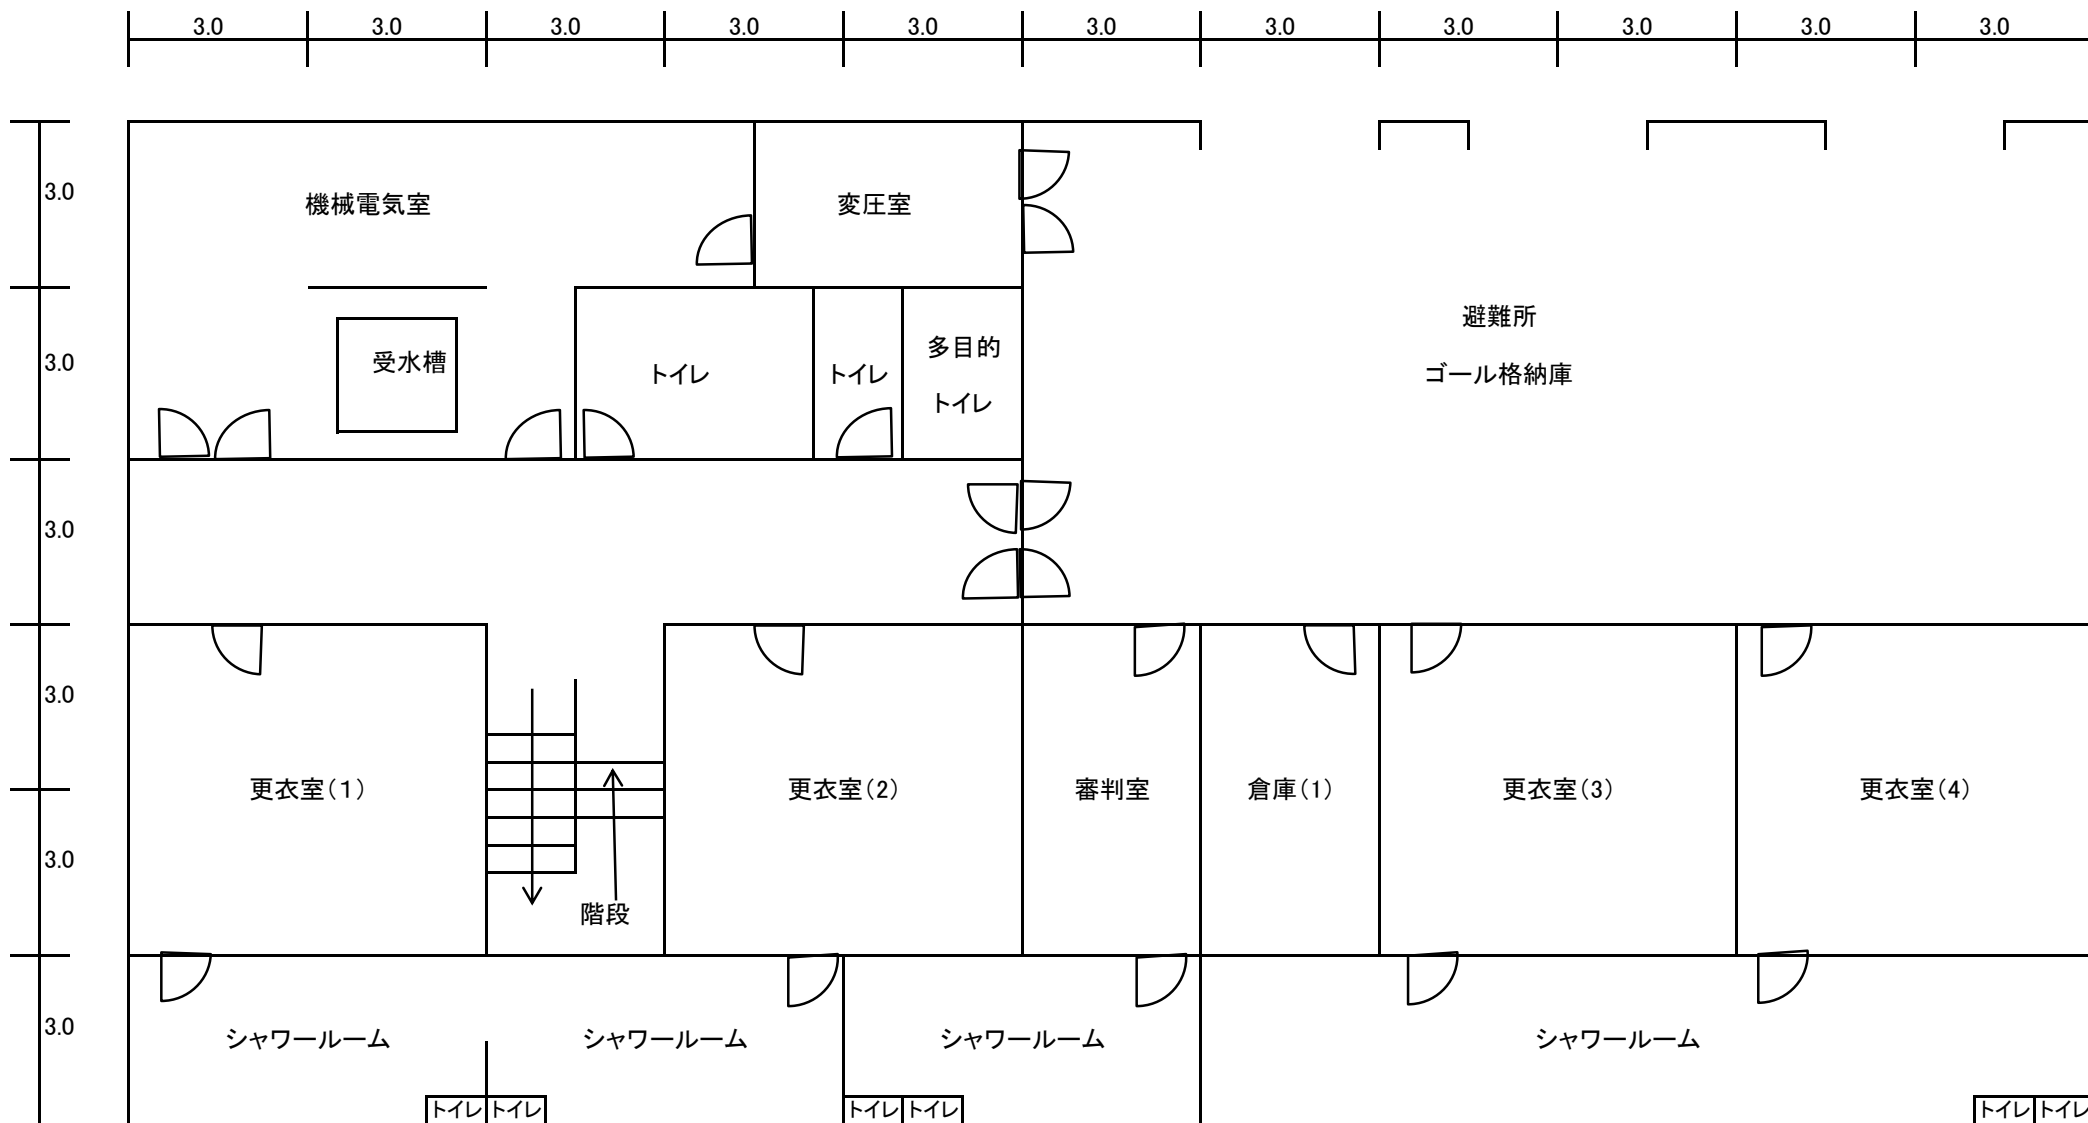 3.0 3.0 3.0 3.0 3.0 3.0 3.0 3.0 3.0 3.0 3.0
3.0
機械電気室
変圧室
避難所
3.0
受水槽
トイレ
トイレ
多目的
トイレ
ゴール格納庫
3.0
3.0
更衣室(1)
更衣室(2)
審判室
倉庫(1)
更衣室(3)
更衣室(4)
3.0
階段
3.0
シャワールーム
シャワールーム
シャワールーム
シャワールーム
トイレ
トイレ
トイレ
トイレ
トイレ
トイレ